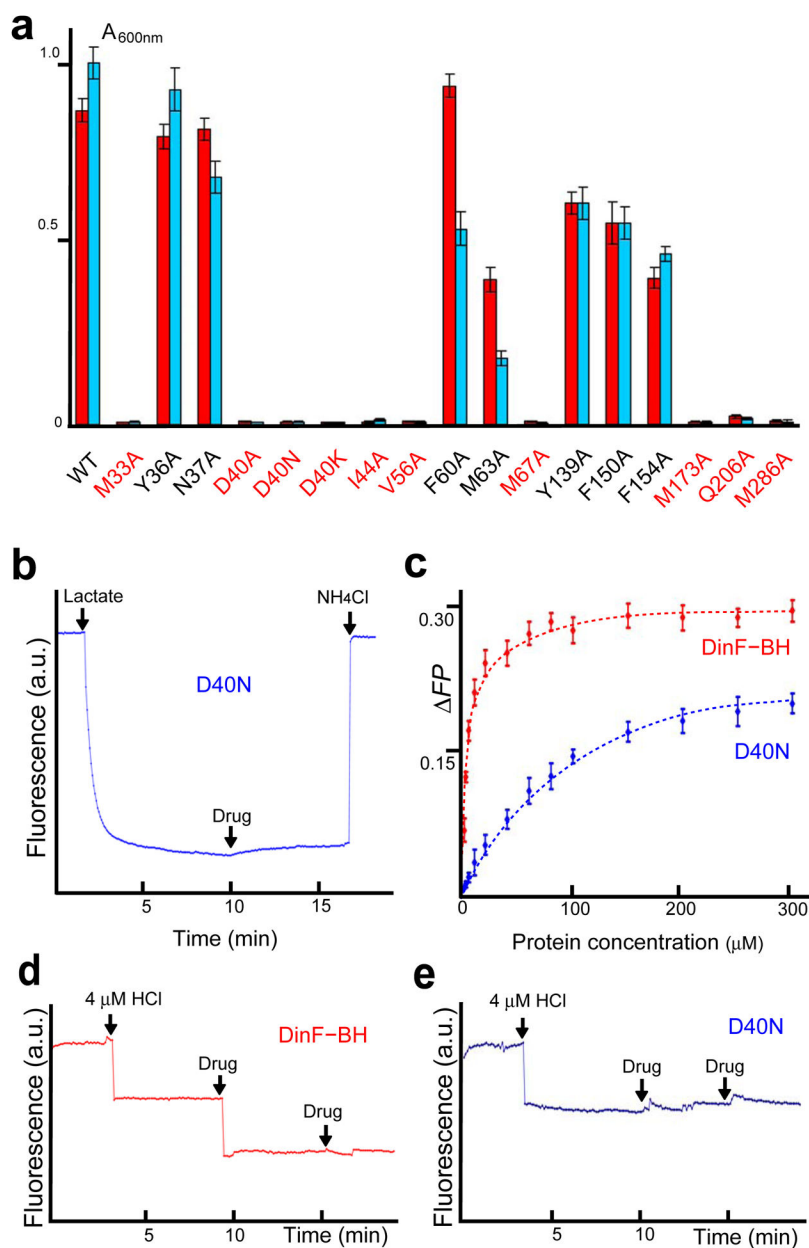 a
A600nm
1.0
0.5
0
WT M33A Y36A N37A D40A D40N D40K I44A V56A F60A M63A M67A Y139A F150A F154A M173A Q206A M286A
b
Lactate
NH4Cl
D40N
Drug
Fluorescence (a.u.)
5 10 15
Time (min)
c
0.30
DinF–BH
ΔFP
D40N
0.15
0 100 200 300
Protein concentration (μM)
d
4 μM HCl
DinF–BH
Drug
Drug
Fluorescence (a.u.)
5 10 Time (min)
e
4 μM HCl
D40N
Drug Drug
Fluorescence (a.u.)
5 10 Time (min)